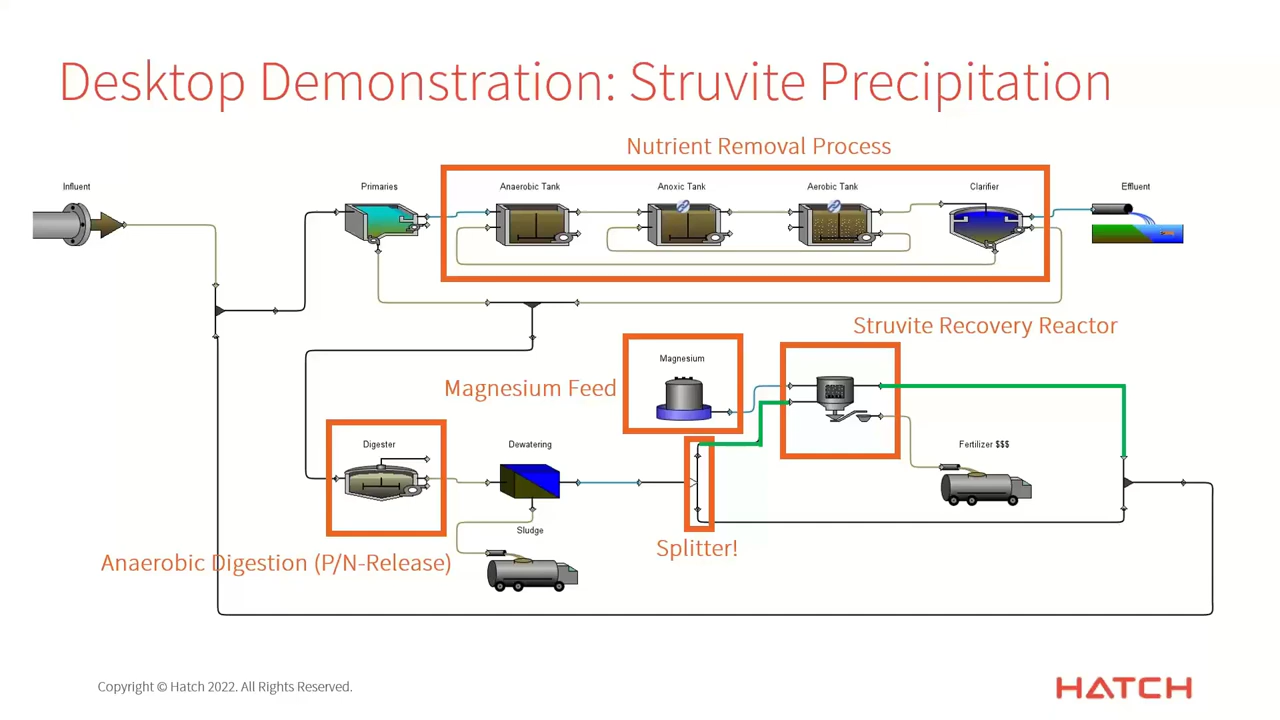 Desktop Demonstration: Struvite Precipitation
Nutrient Removal Process
Influent
Primaries
Anaerobic Tank
Anoxic Tank
Aerobic Tank
Clarifier
Effluent
Struvite Recovery Reactor
Magnesium
Magnesium Feed
Digester
Dewatering
Fertilizer $$$
Sludge
Splitter!
Anaerobic Digestion (P/N-Release)
Copyright © Hatch 2022. All Rights Reserved.
HATCH